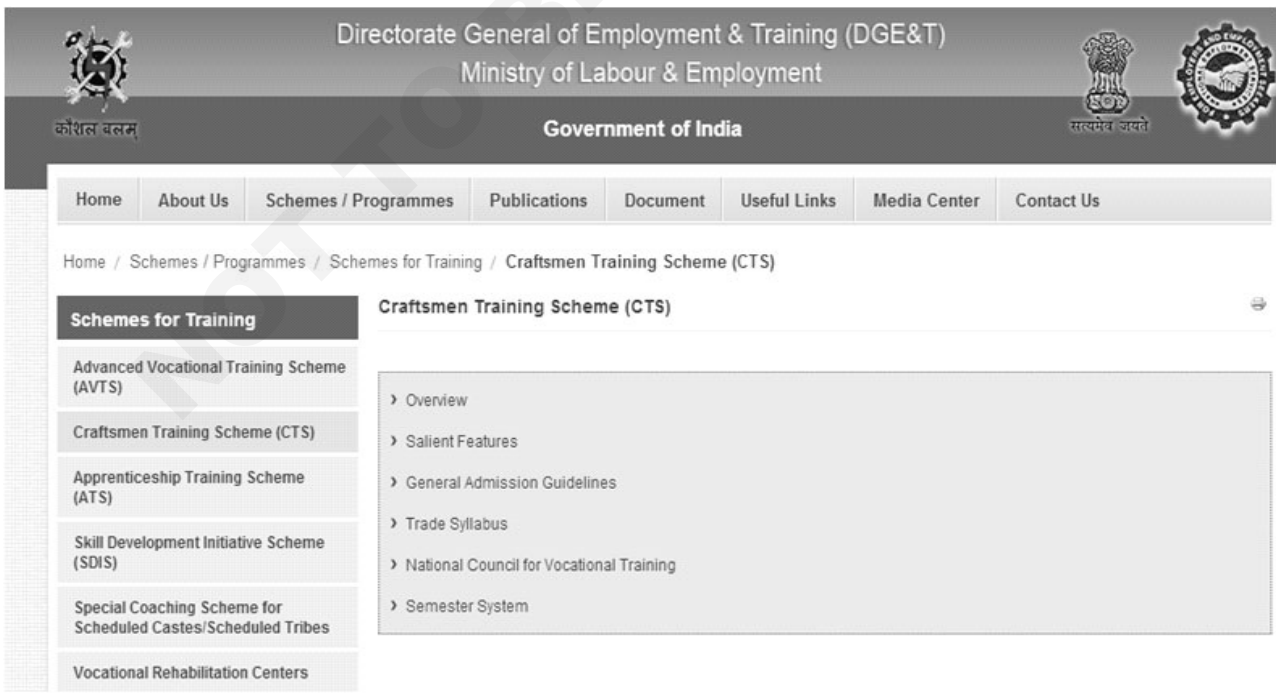 Directorate General of Employment & Training (DGE&T)
Ministry of Labour & Employment
कौशल बलम्
Government of India
सत्यमेव जयते
Home About Us Schemes / Programmes Publications Document Useful Links Media Center Contact Us
Home / Schemes / Programmes / Schemes for Training / Craftsmen Training Scheme (CTS)
Schemes for Training
Advanced Vocational Training Scheme
(AVTS)
Craftsmen Training Scheme (CTS)
Apprenticeship Training Scheme
(ATS)
Skill Development Initiative Scheme
(SDIS)
Special Coaching Scheme for
Scheduled Castes/Scheduled Tribes
Vocational Rehabilitation Centers
Craftsmen Training Scheme (CTS)
› Overview
› Salient Features
› General Admission Guidelines
› Trade Syllabus
› National Council for Vocational Training
› Semester System
NOT TO BE